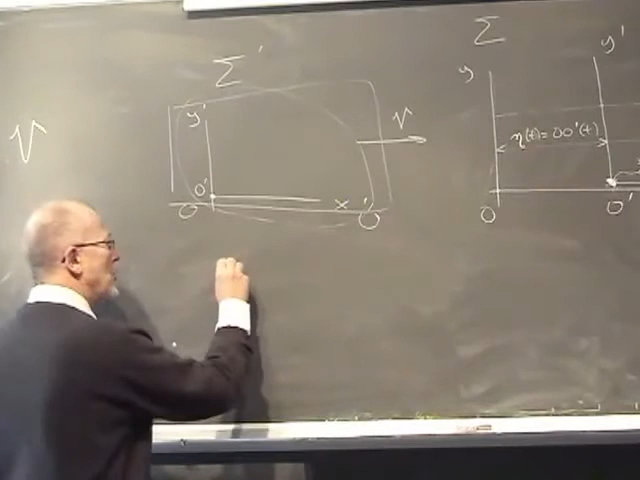 Σ'
V
y'
V
O'
x'
Σ
y
y'
η(t)=OO'(t)
O
O'